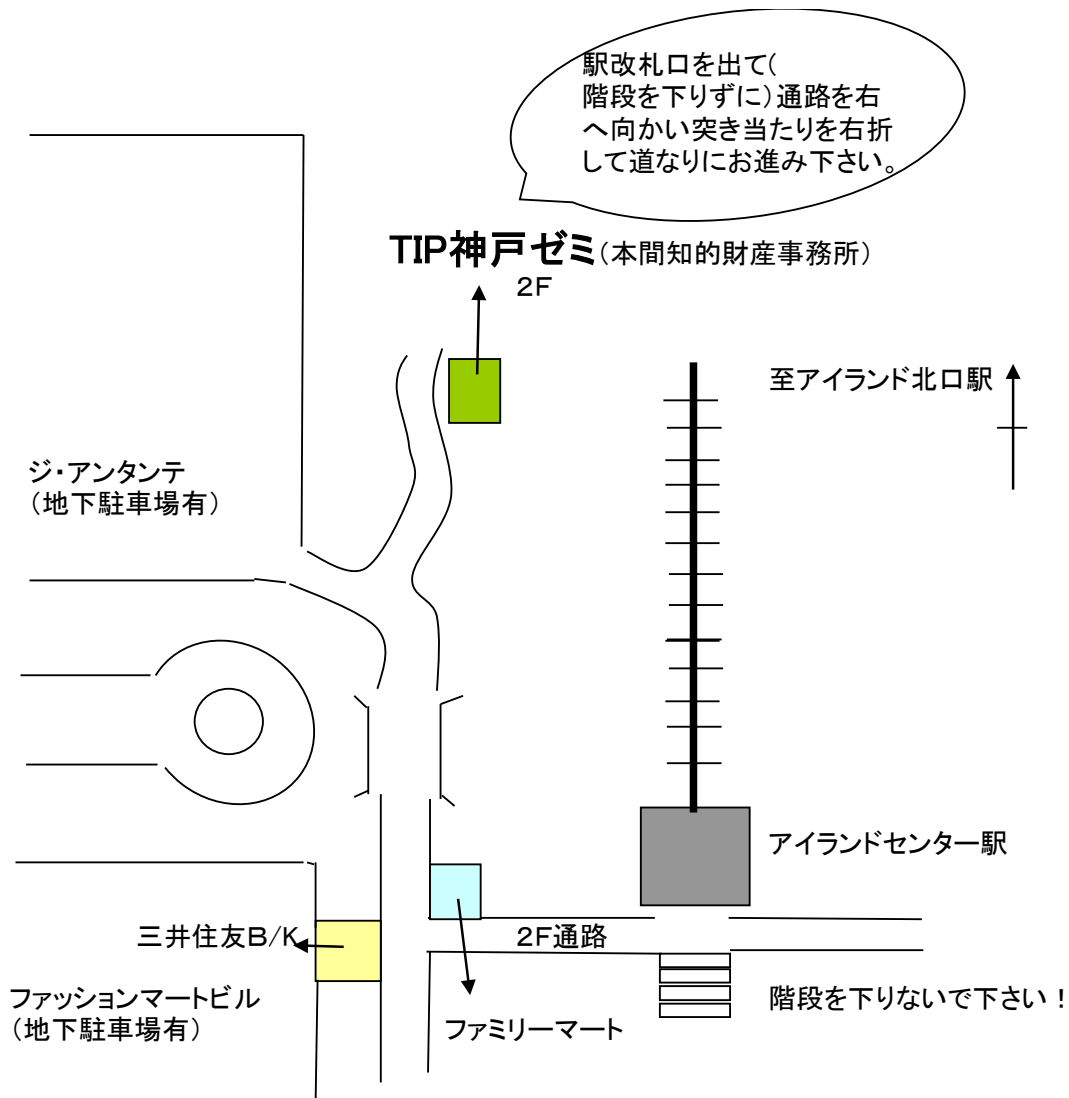 駅改札口を出て(
階段を下りずに)通路を右
へ向かい突き当たりを右折
して道なりにお進み下さい。
TIP神戸ゼミ(本間知的財産事務所)
2F
至アイランド北口駅
ジ・アンタンテ
(地下駐車場有)
アイランドセンター駅
三井住友B/K
2F通路
ファッションマートビル
(地下駐車場有)
階段を下りないで下さい!
ファミリーマート